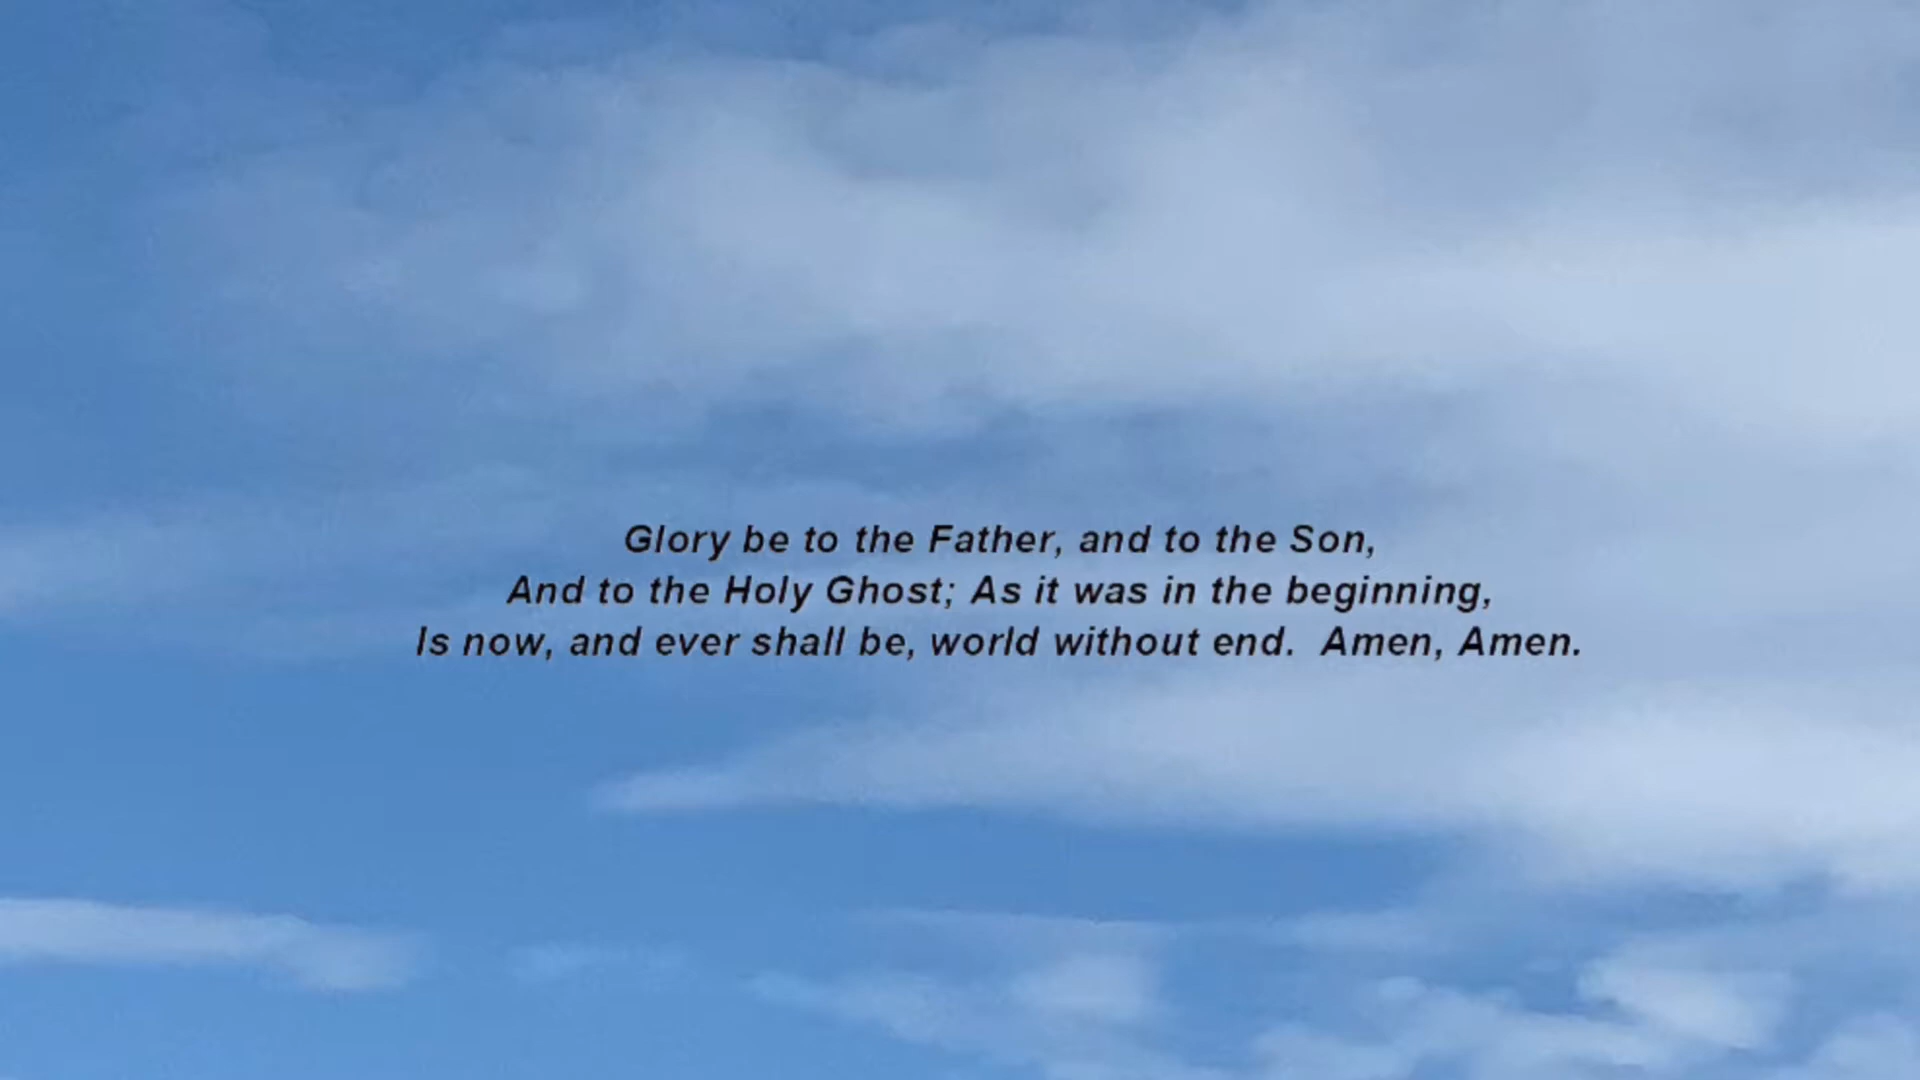 Glory be to the Father, and to the Son,
And to the Holy Ghost; As it was in the beginning,
Is now, and ever shall be, world without end.  Amen, Amen.